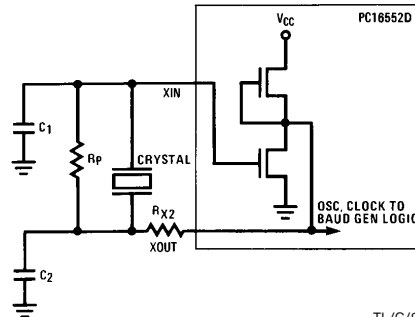 PC16552D
VCC
XIN
C1
RP
CRYSTAL
RX2
XOUT
OSC, CLOCK TO
BAUD GEN LOGIC
C2